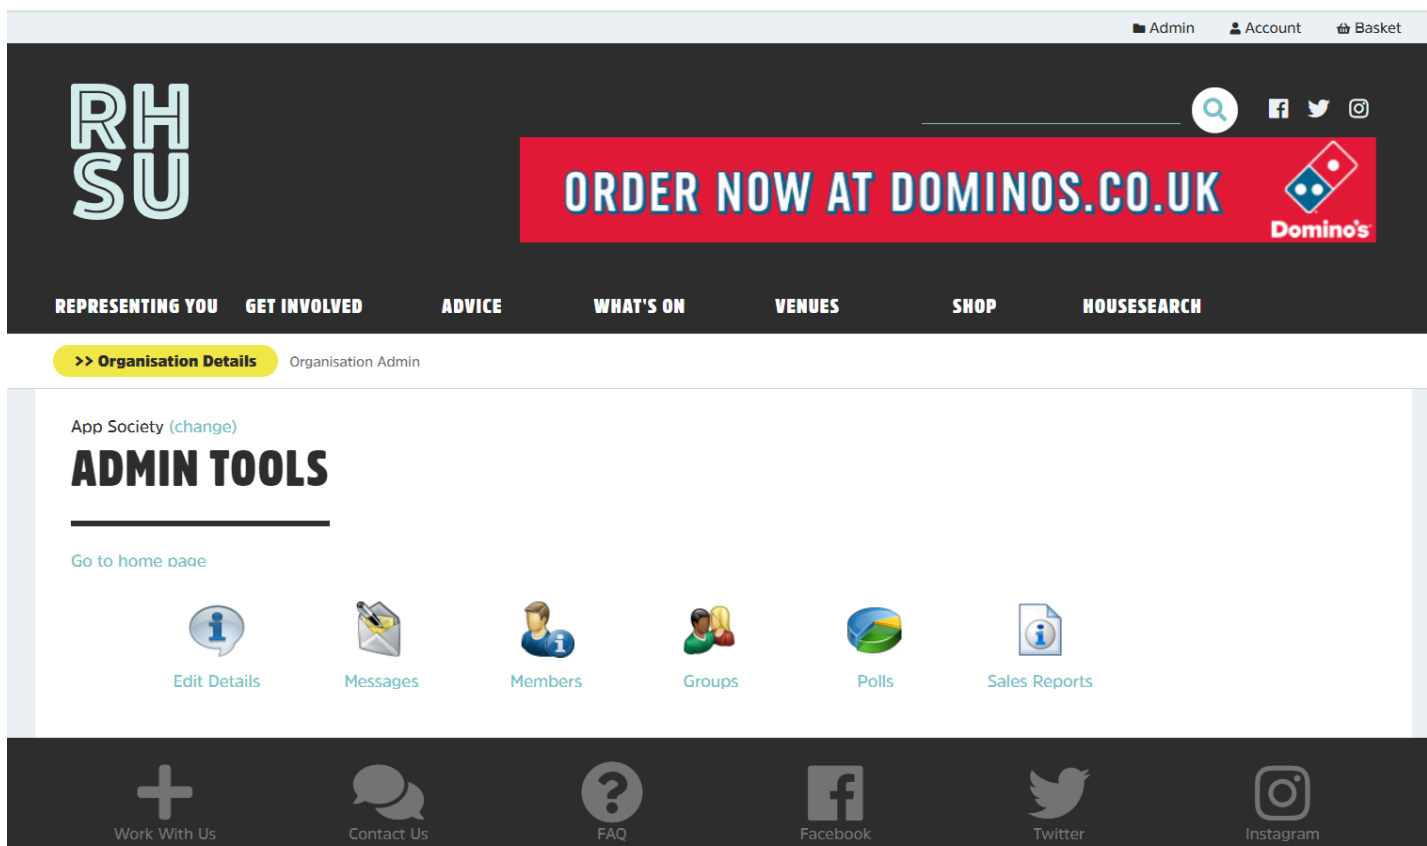 Admin Account Basket
RH
SU
ORDER NOW AT DOMINOS.CO.UK
Domino's
REPRESENTING YOU GET INVOLVED ADVICE WHAT'S ON VENUES SHOP HOUSESEARCH
>> Organisation Details Organisation Admin
App Society (change)
ADMIN TOOLS
Go to home page
Edit Details Messages Members Groups Polls Sales Reports
Work With Us Contact Us FAQ Facebook Twitter Instagram